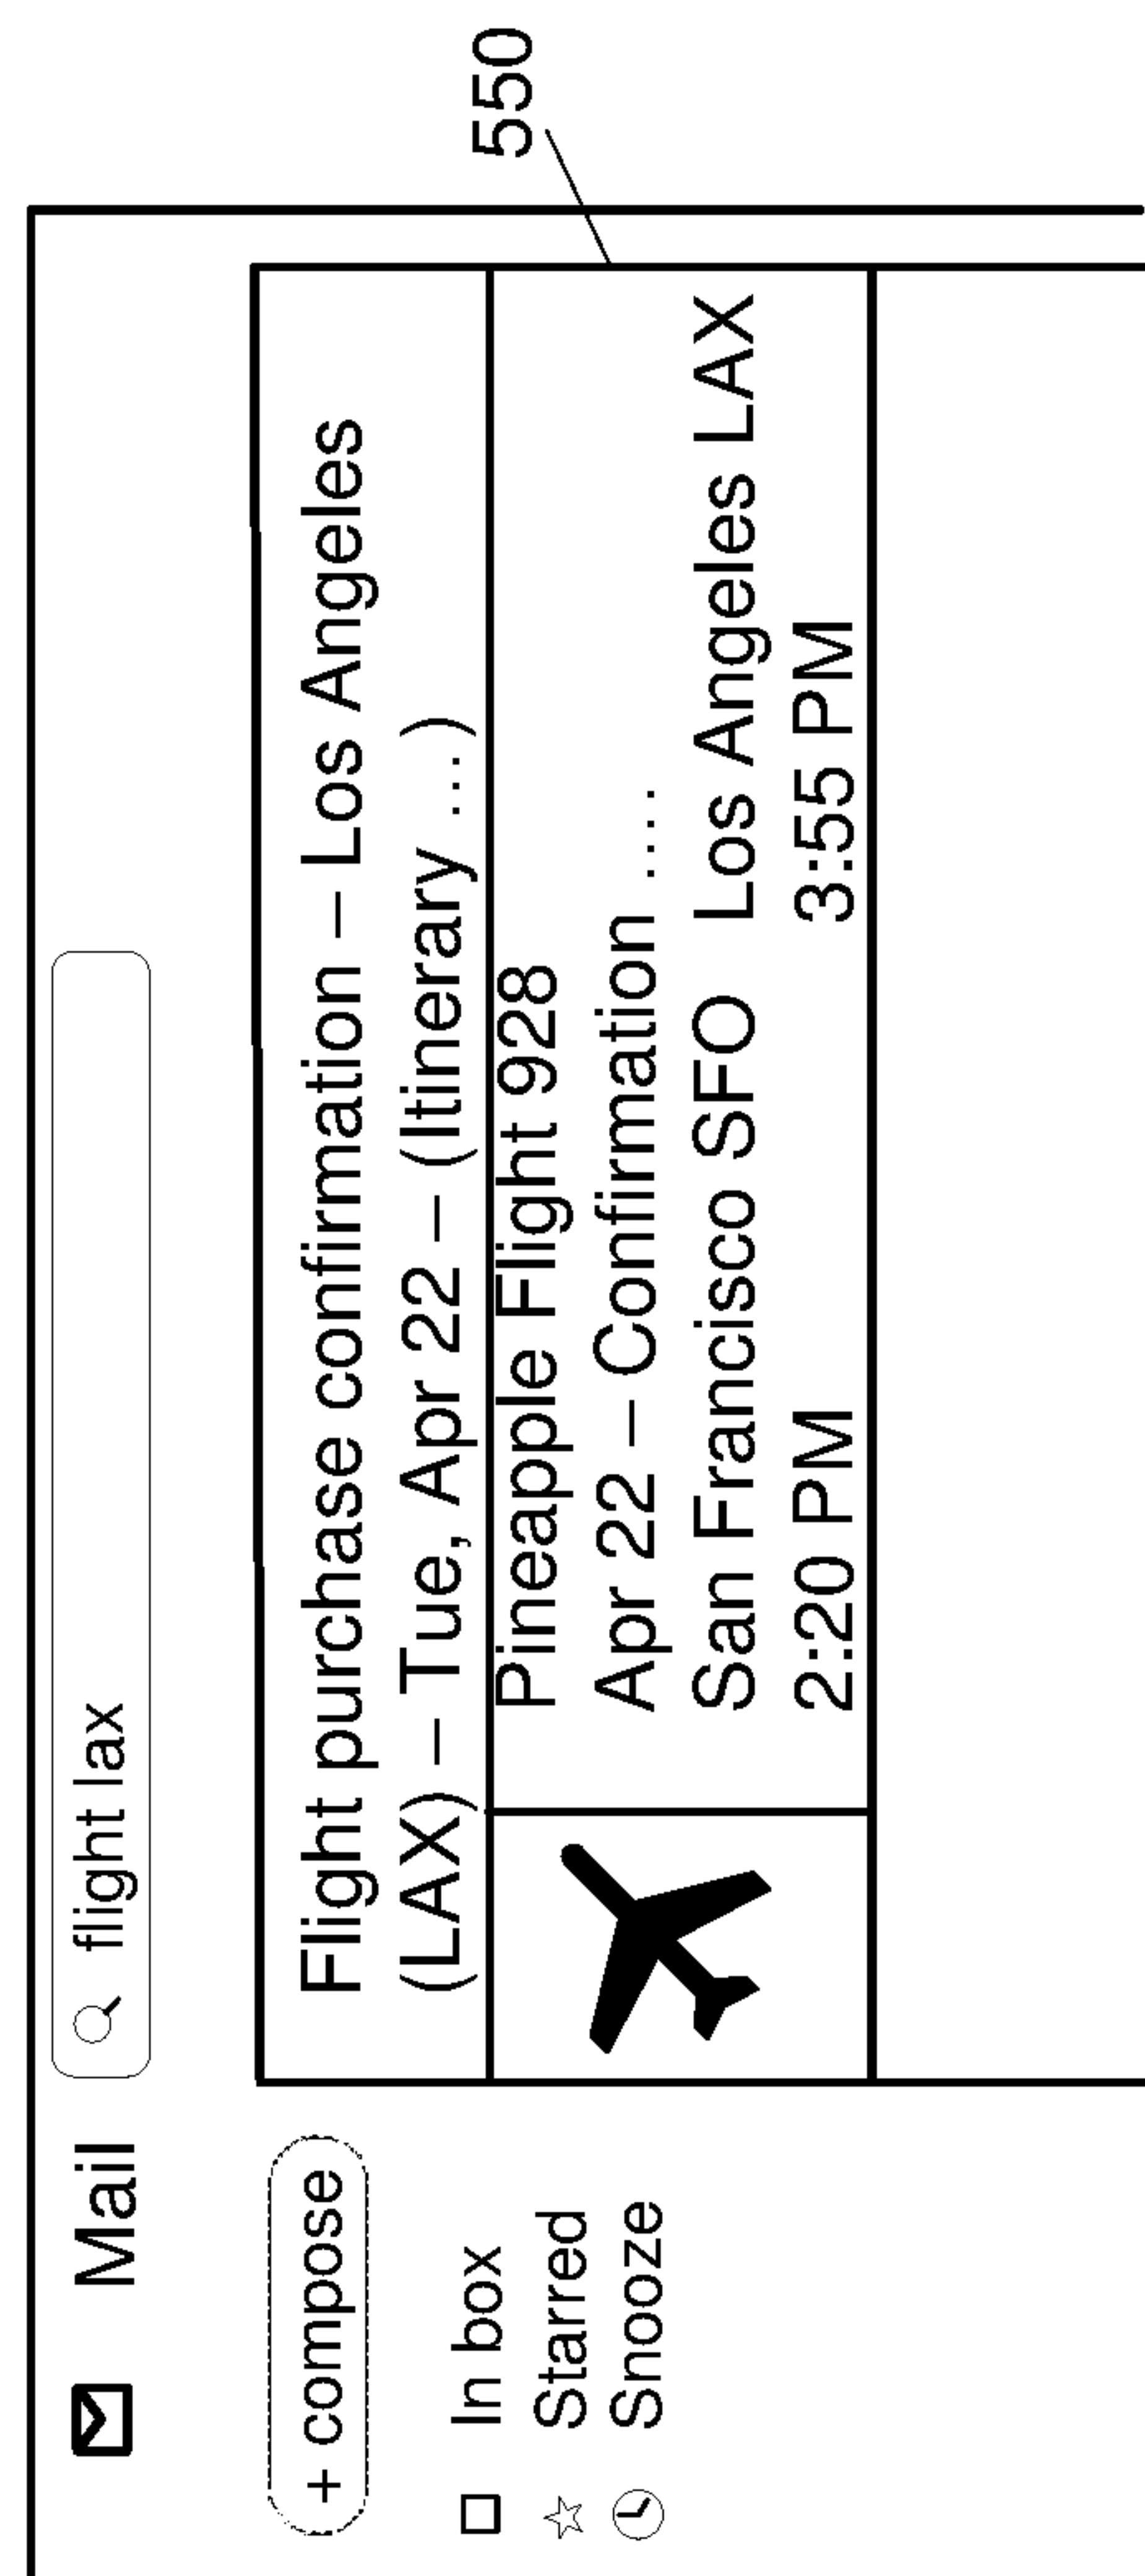 550
Mail
flight lax
+ compose
In box
Starred
Snooze
Flight purchase confirmation – Los Angeles
(LAX) – Tue, Apr 22 – (Itinerary ...)
Pineapple Flight 928
Apr 22 – Confirmation ....
San Francisco SFO Los Angeles LAX
2:20 PM 3:55 PM